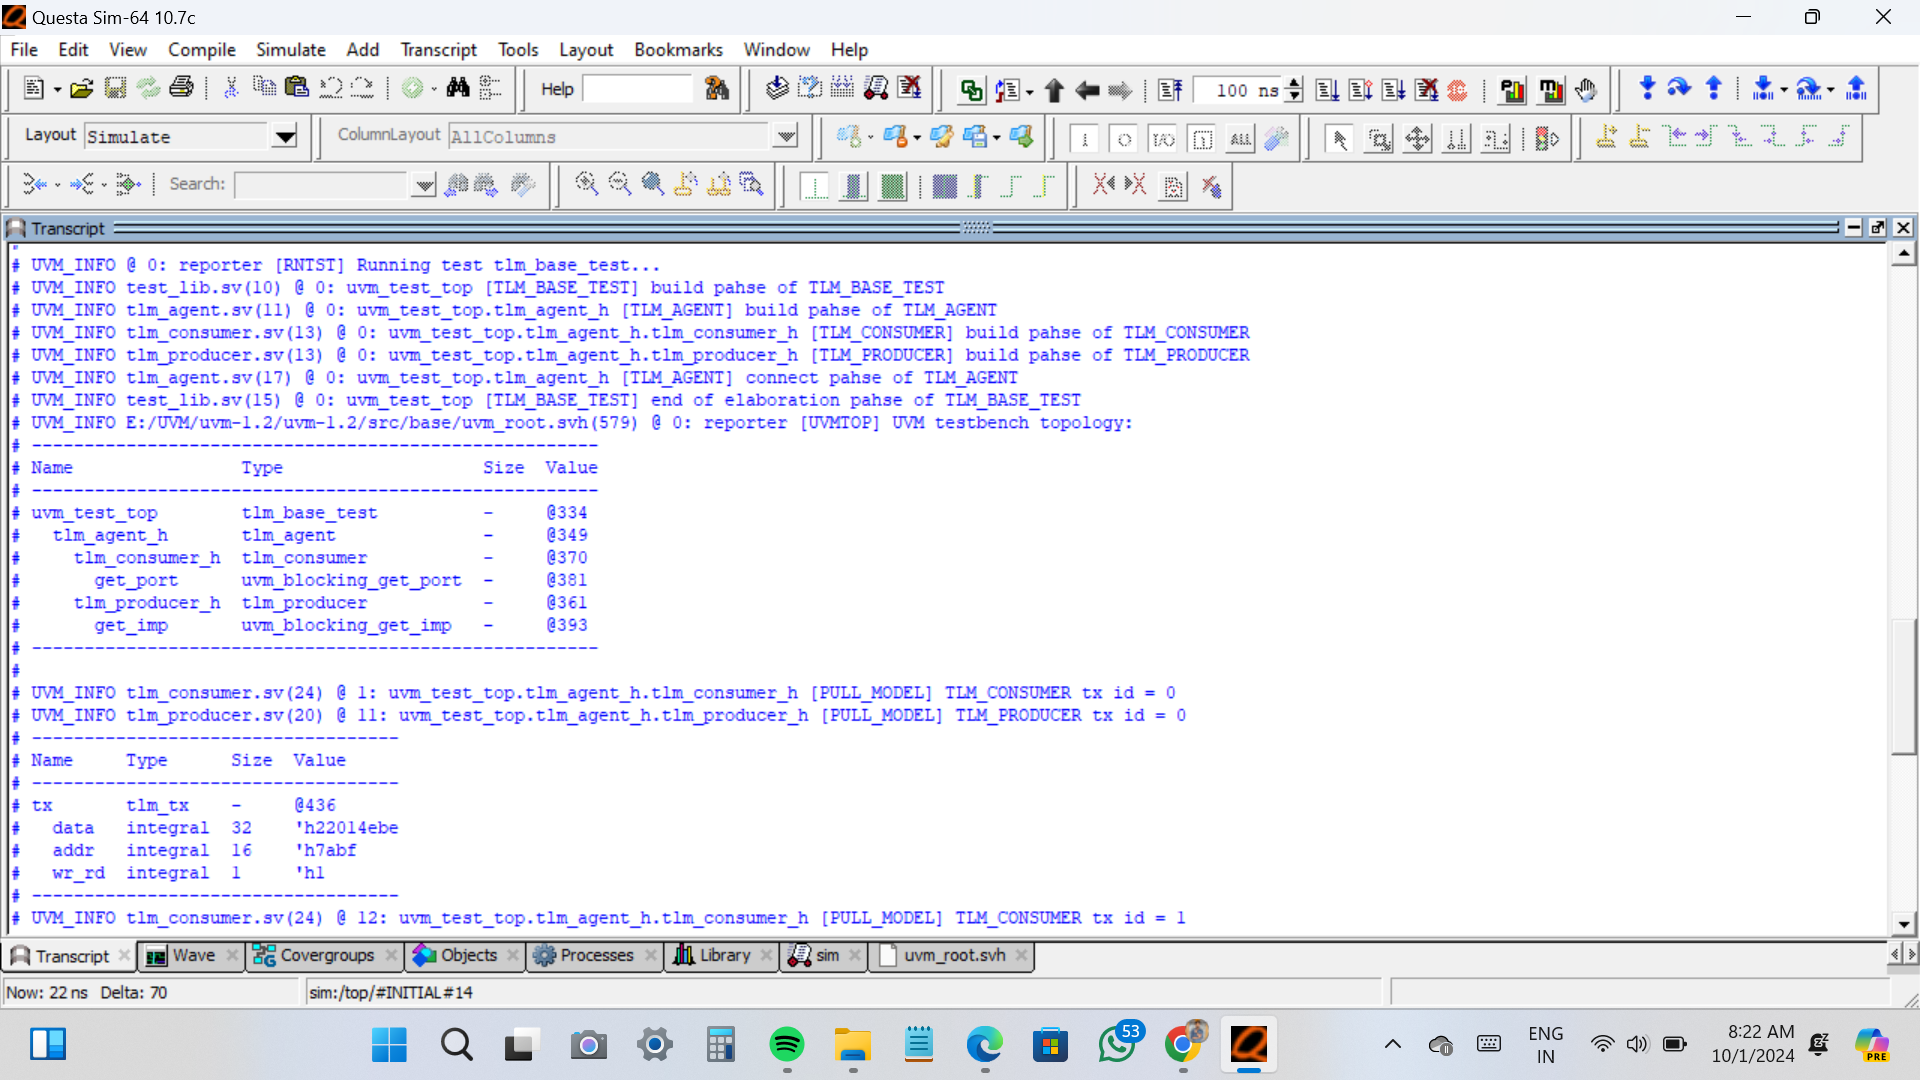 Questa Sim-64 10.7c
File Edit View Compile Simulate Add Transcript Tools Layout Bookmarks Window Help
Help
100 ns
Layout Simulate
ColumnLayout AllColumns
ALL
Search:
Transcript
# UVM_INFO @ 0: reporter [RNTST] Running test tlm_base_test...
# UVM_INFO test_lib.sv(10) @ 0: uvm_test_top [TLM_BASE_TEST] build pahse of TLM_BASE_TEST
# UVM_INFO tlm_agent.sv(11) @ 0: uvm_test_top.tlm_agent_h [TLM_AGENT] build pahse of TLM_AGENT
# UVM_INFO tlm_consumer.sv(13) @ 0: uvm_test_top.tlm_agent_h.tlm_consumer_h [TLM_CONSUMER] build pahse of TLM_CONSUMER
# UVM_INFO tlm_producer.sv(13) @ 0: uvm_test_top.tlm_agent_h.tlm_producer_h [TLM_PRODUCER] build pahse of TLM_PRODUCER
# UVM_INFO tlm_agent.sv(17) @ 0: uvm_test_top.tlm_agent_h [TLM_AGENT] connect pahse of TLM_AGENT
# UVM_INFO test_lib.sv(15) @ 0: uvm_test_top [TLM_BASE_TEST] end of elaboration pahse of TLM_BASE_TEST
# UVM_INFO E:/UVM/uvm-1.2/uvm-1.2/src/base/uvm_root.svh(579) @ 0: reporter [UVMTOP] UVM testbench topology:
# ------------------------------------------------------
# Name                Type                   Size  Value
# ------------------------------------------------------
# uvm_test_top        tlm_base_test          -     @334
#   tlm_agent_h       tlm_agent              -     @349
#     tlm_consumer_h  tlm_consumer           -     @370
#       get_port      uvm_blocking_get_port  -     @381
#     tlm_producer_h  tlm_producer           -     @361
#       get_imp       uvm_blocking_get_imp   -     @393
# ------------------------------------------------------
#
# UVM_INFO tlm_consumer.sv(24) @ 1: uvm_test_top.tlm_agent_h.tlm_consumer_h [PULL_MODEL] TLM_CONSUMER tx id = 0
# UVM_INFO tlm_producer.sv(20) @ 11: uvm_test_top.tlm_agent_h.tlm_producer_h [PULL_MODEL] TLM_PRODUCER tx id = 0
# -----------------------------------
# Name     Type      Size  Value
# -----------------------------------
# tx       tlm_tx    -     @436
#   data   integral  32    'h22014ebe
#   addr   integral  16    'h7abf
#   wr_rd  integral  1     'h1
# -----------------------------------
# UVM_INFO tlm_consumer.sv(24) @ 12: uvm_test_top.tlm_agent_h.tlm_consumer_h [PULL_MODEL] TLM_CONSUMER tx id = 1
Transcript Wave Covergroups Objects Processes Library sim uvm_root.svh
Now: 22 ns Delta: 70 sim:/top/#INITIAL#14
53
ENG
IN
8:22 AM
10/1/2024
PRE